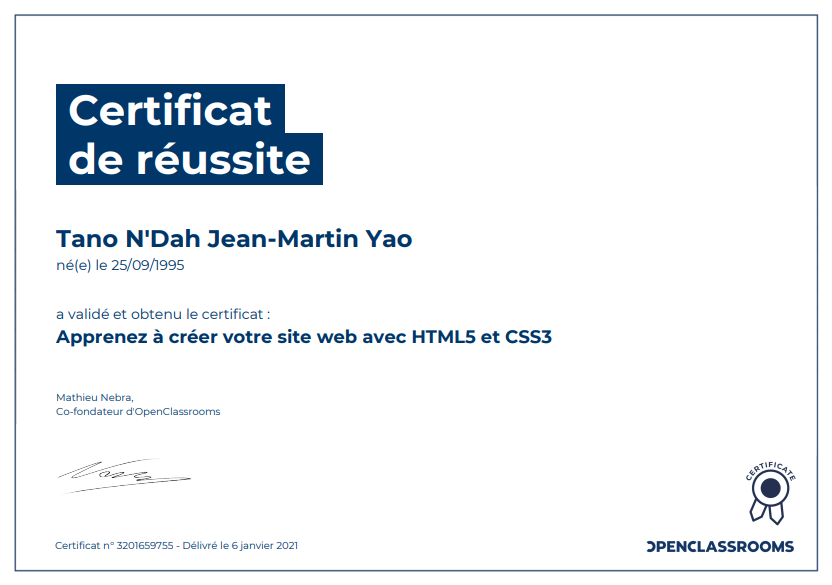 Certificat
de réussite
Tano N'Dah Jean-Martin Yao
né(e) le 25/09/1995
a validé et obtenu le certificat :
Apprenez à créer votre site web avec HTML5 et CSS3
Mathieu Nebra,
Co-fondateur d'OpenClassrooms
CERTIFICATE
Certificat n° 3201659755 - Délivré le 6 janvier 2021
OPENCLASSROOMS